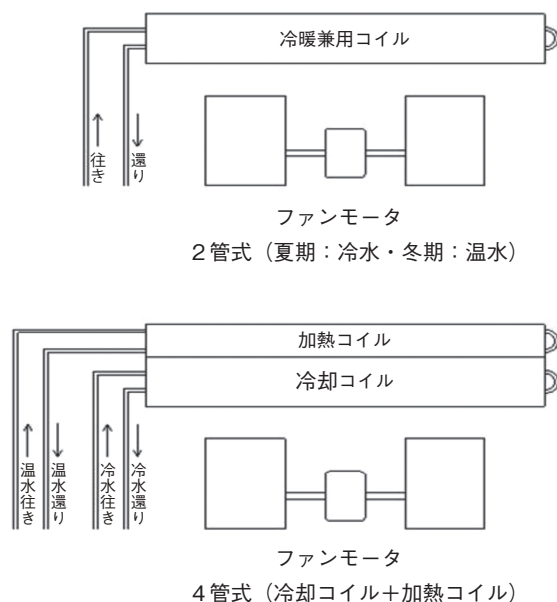 冷暖兼用コイル
往き
還り
ファンモータ
2管式（夏期：冷水・冬期：温水）
加熱コイル
冷却コイル
温水往き
温水還り
冷水往き
冷水還り
ファンモータ
4管式（冷却コイル＋加熱コイル）